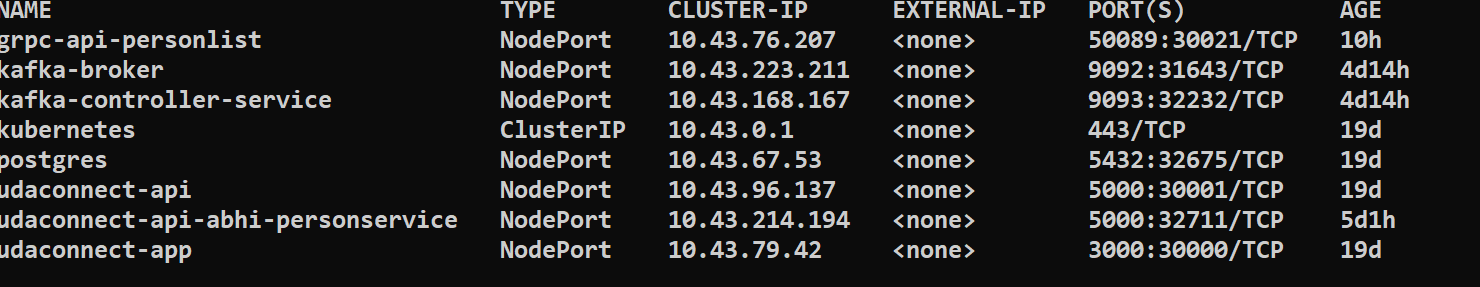 NAME TYPE CLUSTER-IP EXTERNAL-IP PORT(S) AGE
grpc-api-personlist NodePort 10.43.76.207 <none> 50089:30021/TCP 10h
kafka-broker NodePort 10.43.223.211 <none> 9092:31643/TCP 4d14h
kafka-controller-service NodePort 10.43.168.167 <none> 9093:32232/TCP 4d14h
kubernetes ClusterIP 10.43.0.1 <none> 443/TCP 19d
postgres NodePort 10.43.67.53 <none> 5432:32675/TCP 19d
udaconnect-api NodePort 10.43.96.137 <none> 5000:30001/TCP 19d
udaconnect-api-abhi-personservice NodePort 10.43.214.194 <none> 5000:32711/TCP 5d1h
udaconnect-app NodePort 10.43.79.42 <none> 3000:30000/TCP 19d